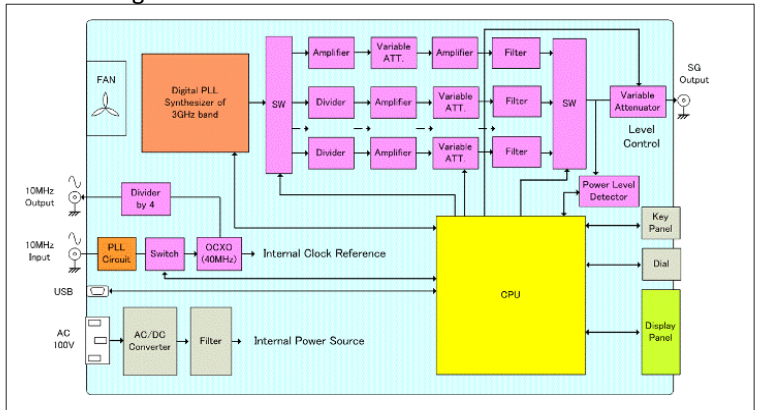 FAN
Digital PLL
Synthesizer of
3GHz band
SW
Amplifier
Variable
ATT.
Amplifier
Filter
Divider
Amplifier
Variable
ATT.
Filter
Divider
Amplifier
Variable
ATT.
Filter
SW
Variable
Attenuator
SG
Output
Level
Control
Power Level
Detector
10MHz
Output
Divider
by 4
10MHz
Input
PLL
Circuit
Switch
OCXO
(40MHz)
Internal Clock Reference
USB
CPU
Key
Panel
Dial
Display
Panel
AC
100V
AC/DC
Converter
Filter
Internal Power Source